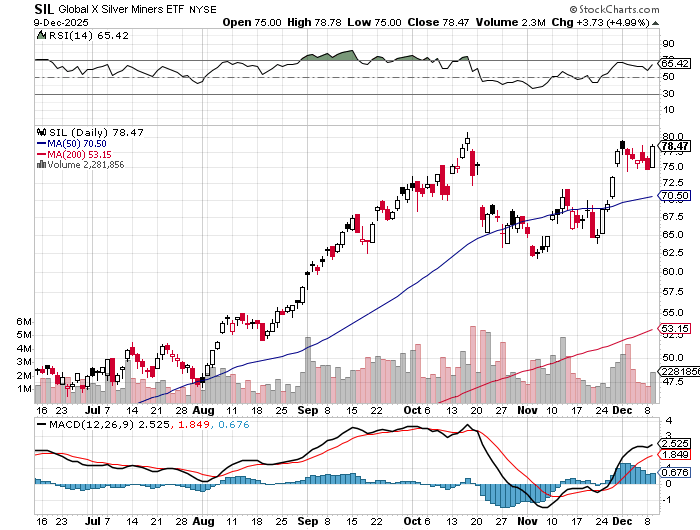 SIL Global X Silver Miners ETF NYSE
© StockCharts.com
9-Dec-2025
Open 75.00 High 78.78 Low 75.00 Close 78.47 Volume 2.3M Chg +3.73 (+4.99%)
RSI(14) 65.42
90
70
65.42
50
30
10
SIL (Daily) 78.47
MA(50) 70.50
MA(200) 53.15
Volume 2,281,856
80.0
78.47
77.5
75.0
72.5
70.50
67.5
65.0
62.5
60.0
57.5
55.0
53.15
50.0
2281856
47.5
6M
5M
4M
3M
2M
1M
16 23 Jul 7 14 21 28 Aug 11 18 25 Sep 8 15 22 Oct 6 13 20 27 Nov 10 17 24 Dec 8
MACD(12,26,9) 2.525, 1.849, 0.676
4
3
2.525
1.849
0.676
0
-1
16 23 Jul 7 14 21 28 Aug 11 18 25 Sep 8 15 22 Oct 6 13 20 27 Nov 10 17 24 Dec 8